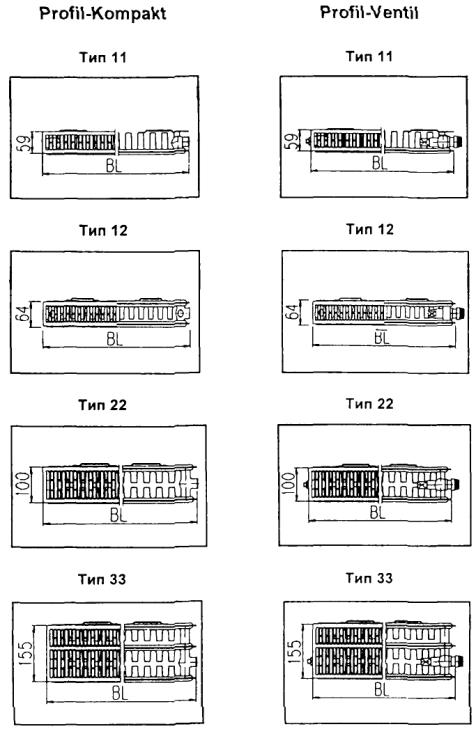 Profil-Kompakt Profil-Ventil
Тип 11 Тип 11
59 BL 59 BL
Тип 12 Тип 12
64 BL 64 BL
Тип 22 Тип 22
100 BL 100 BL
Тип 33 Тип 33
155 BL 155 BL